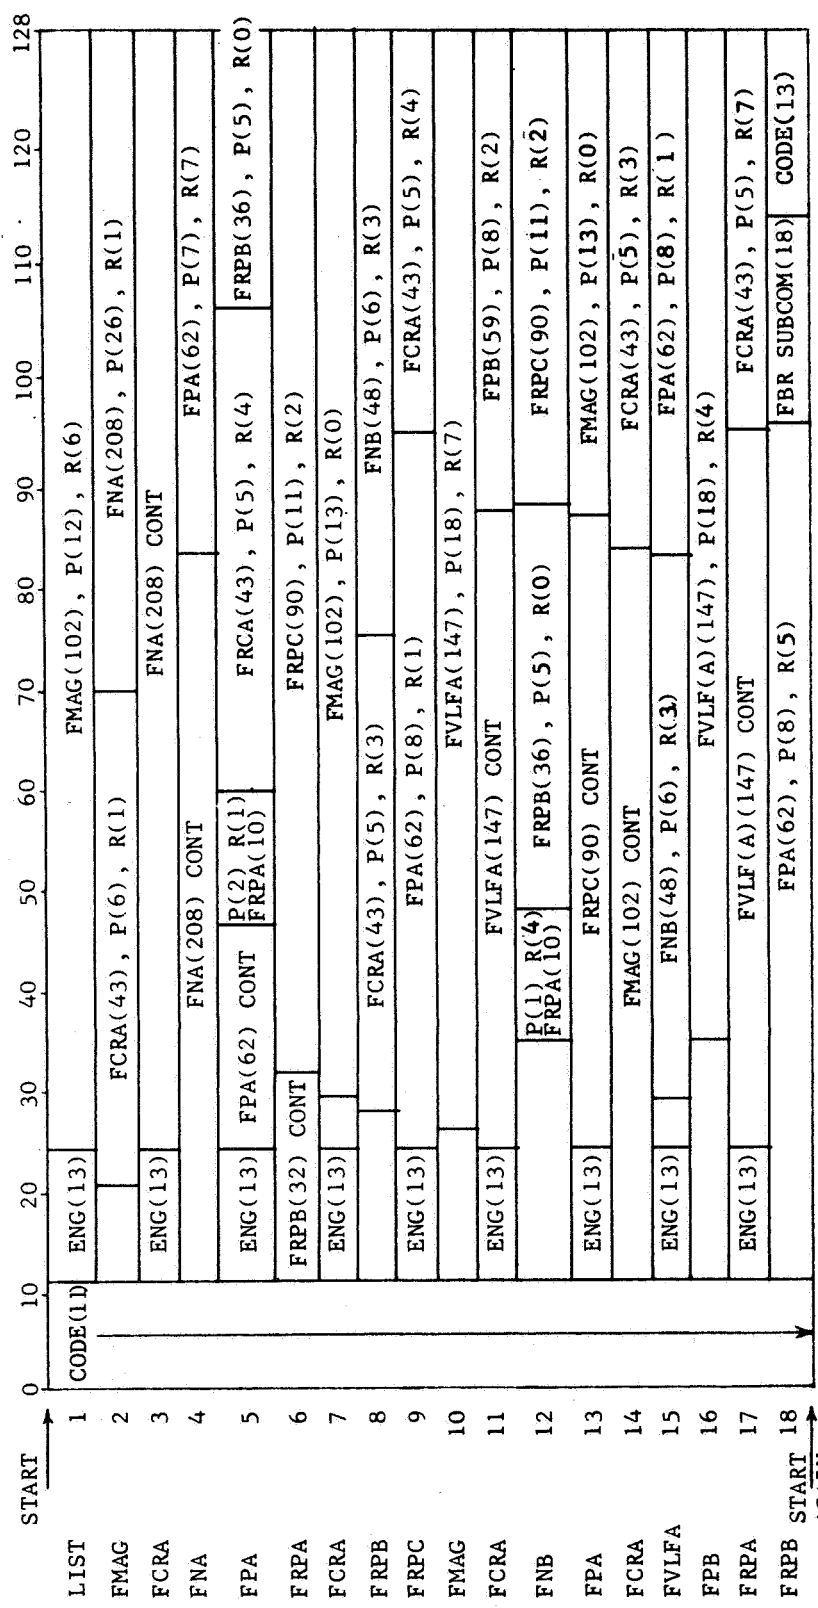 0 10 20 30 40 50 60 70 80 90 100 110 120 128
START
LIST 1 CODE(11) ENG(13) FMAG(102), P(12), R(6)
FMAG 2 FCRA(43), P(6), R(1) FNA(208), P(26), R(1)
FCRA 3 ENG(13) FNA(208) CONT
FNA 4 FNA(208) CONT FPA(62), P(7), R(7)
FPA 5 ENG(13) FPA(62) CONT P(2) R(1) FRPA(10) FRCA(43), P(5), R(4) FRPB(36), P(5), R(0)
FRPA 6 FRPB(32) CONT FRPC(90), P(11), R(2)
FCRA 7 ENG(13) FMAG(102), P(13), R(0)
FRPB 8 FCRA(43), P(5), R(3) FNB(48), P(6), R(3)
FRPC 9 ENG(13) FPA(62), P(8), R(1) FCRA(43), P(5), R(4)
FMAG 10 FVLFA(147), P(18), R(7)
FCRA 11 ENG(13) FVLFA(147) CONT FPB(59), P(8), R(2)
FNB 12 P(1) R(4) FRPA(10) FRPB(36), P(5), R(0) FRPC(90), P(11), R(2)
FPA 13 ENG(13) FRPC(90) CONT FMAG(102), P(13), R(0)
FCRA 14 FMAG(102) CONT FCRA(43), P(5), R(3)
FVLFA 15 ENG(13) FNB(48), P(6), R(3) FPA(62), P(8), R(1)
FPB 16 FVLF(A)(147), P(18), R(4)
FRPA 17 ENG(13) FVLF(A)(147) CONT FCRA(43), P(5), R(7)
FRPB 18 FPA(62), P(8), R(5) FBR SUBCOM(18) CODE(13)
START